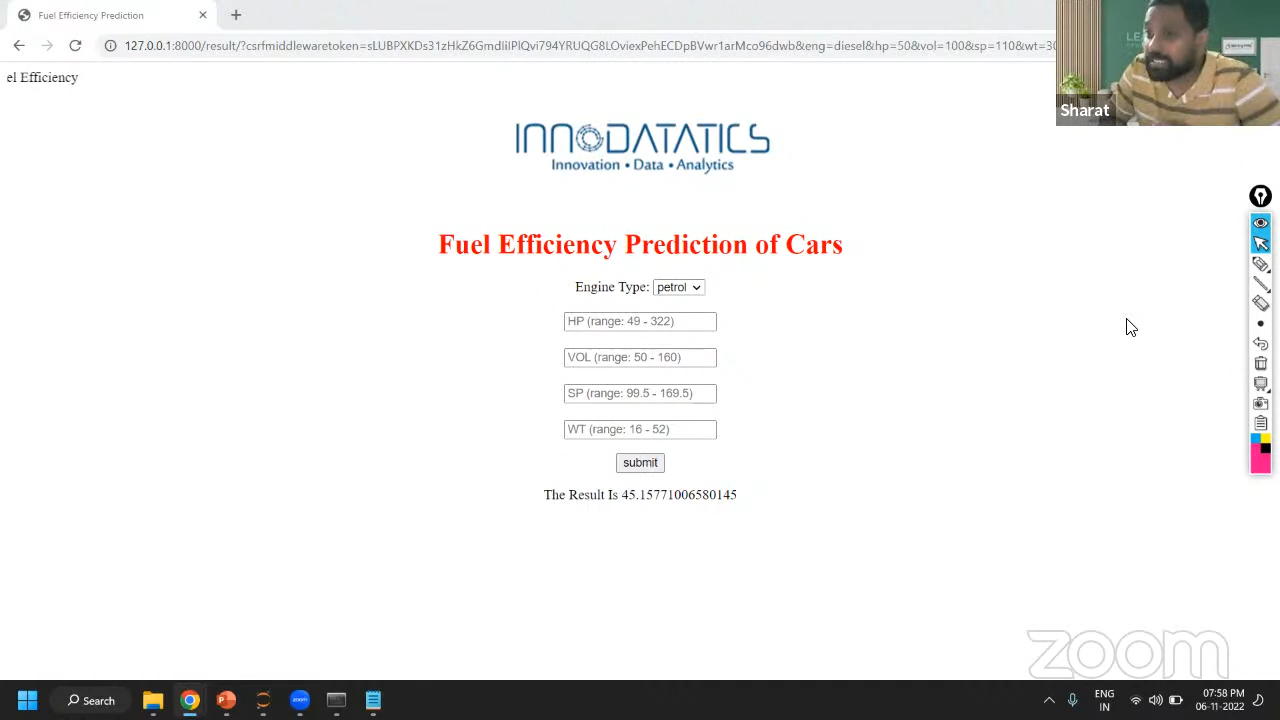 Fuel Efficiency Prediction
127.0.0.1:8000/result/?csrfmiddlewaretoken=sLUBPXKDs31zHkZ6GmdIiIPlQvi794YRUQG8LOviexPehECDpBVwr1arMco96dwb&eng=diesel&hp=50&vol=100&sp=110&wt=30
el Efficiency
Sharat
INNODATATICS
Innovation • Data • Analytics
Fuel Efficiency Prediction of Cars
Engine Type: petrol
HP (range: 49 - 322)
VOL (range: 50 - 160)
SP (range: 99.5 - 169.5)
WT (range: 16 - 52)
submit
The Result Is 45.15771006580145
zoom
Search
zoom
ENG
IN
07:58 PM
06-11-2022